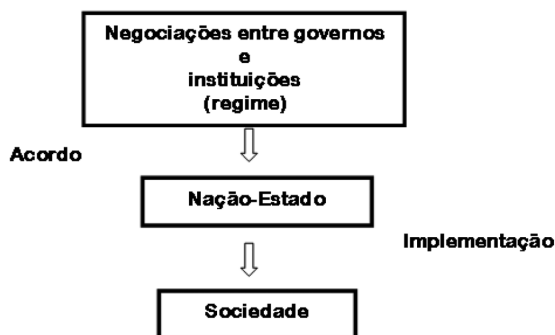 Negociações entre governos
e
instituições
(regime)
Acordo
Nação-Estado
Implementação
Sociedade